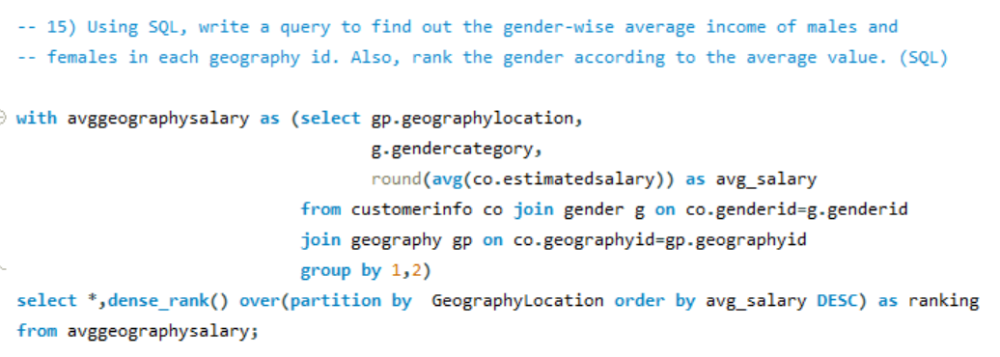 -- 15) Using SQL, write a query to find out the gender-wise average income of males and
-- females in each geography id. Also, rank the gender according to the average value. (SQL)
with avggeographysalary as (select gp.geographylocation,
g.gendercategory,
round(avg(co.estimatedsalary)) as avg_salary
from customerinfo co join gender g on co.genderid=g.genderid
join geography gp on co.geographyid=gp.geographyid
group by 1,2)
select *,dense_rank() over(partition by  GeographyLocation order by avg_salary DESC) as ranking
from avggeographysalary;